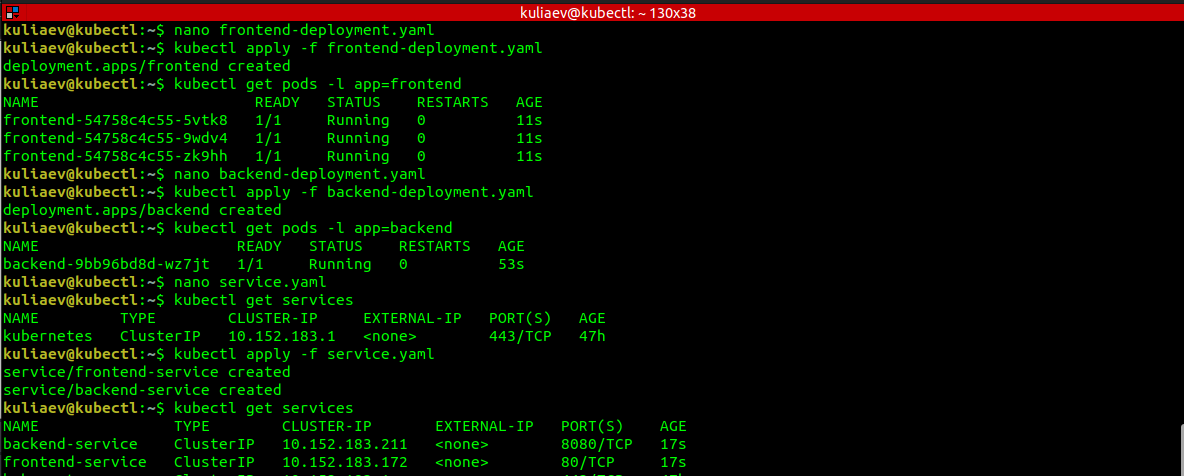 kuliaev@kubectl: ~ 130x38
kuliaev@kubectl:~$ nano frontend-deployment.yaml
kuliaev@kubectl:~$ kubectl apply -f frontend-deployment.yaml
deployment.apps/frontend created
kuliaev@kubectl:~$ kubectl get pods -l app=frontend
NAME READY STATUS RESTARTS AGE
frontend-54758c4c55-5vtk8 1/1 Running 0 11s
frontend-54758c4c55-9wdv4 1/1 Running 0 11s
frontend-54758c4c55-zk9hh 1/1 Running 0 11s
kuliaev@kubectl:~$ nano backend-deployment.yaml
kuliaev@kubectl:~$ kubectl apply -f backend-deployment.yaml
deployment.apps/backend created
kuliaev@kubectl:~$ kubectl get pods -l app=backend
NAME READY STATUS RESTARTS AGE
backend-9bb96bd8d-wz7jt 1/1 Running 0 53s
kuliaev@kubectl:~$ nano service.yaml
kuliaev@kubectl:~$ kubectl get services
NAME TYPE CLUSTER-IP EXTERNAL-IP PORT(S) AGE
kubernetes ClusterIP 10.152.183.1 <none> 443/TCP 47h
kuliaev@kubectl:~$ kubectl apply -f service.yaml
service/frontend-service created
service/backend-service created
kuliaev@kubectl:~$ kubectl get services
NAME TYPE CLUSTER-IP EXTERNAL-IP PORT(S) AGE
backend-service ClusterIP 10.152.183.211 <none> 8080/TCP 17s
frontend-service ClusterIP 10.152.183.172 <none> 80/TCP 17s